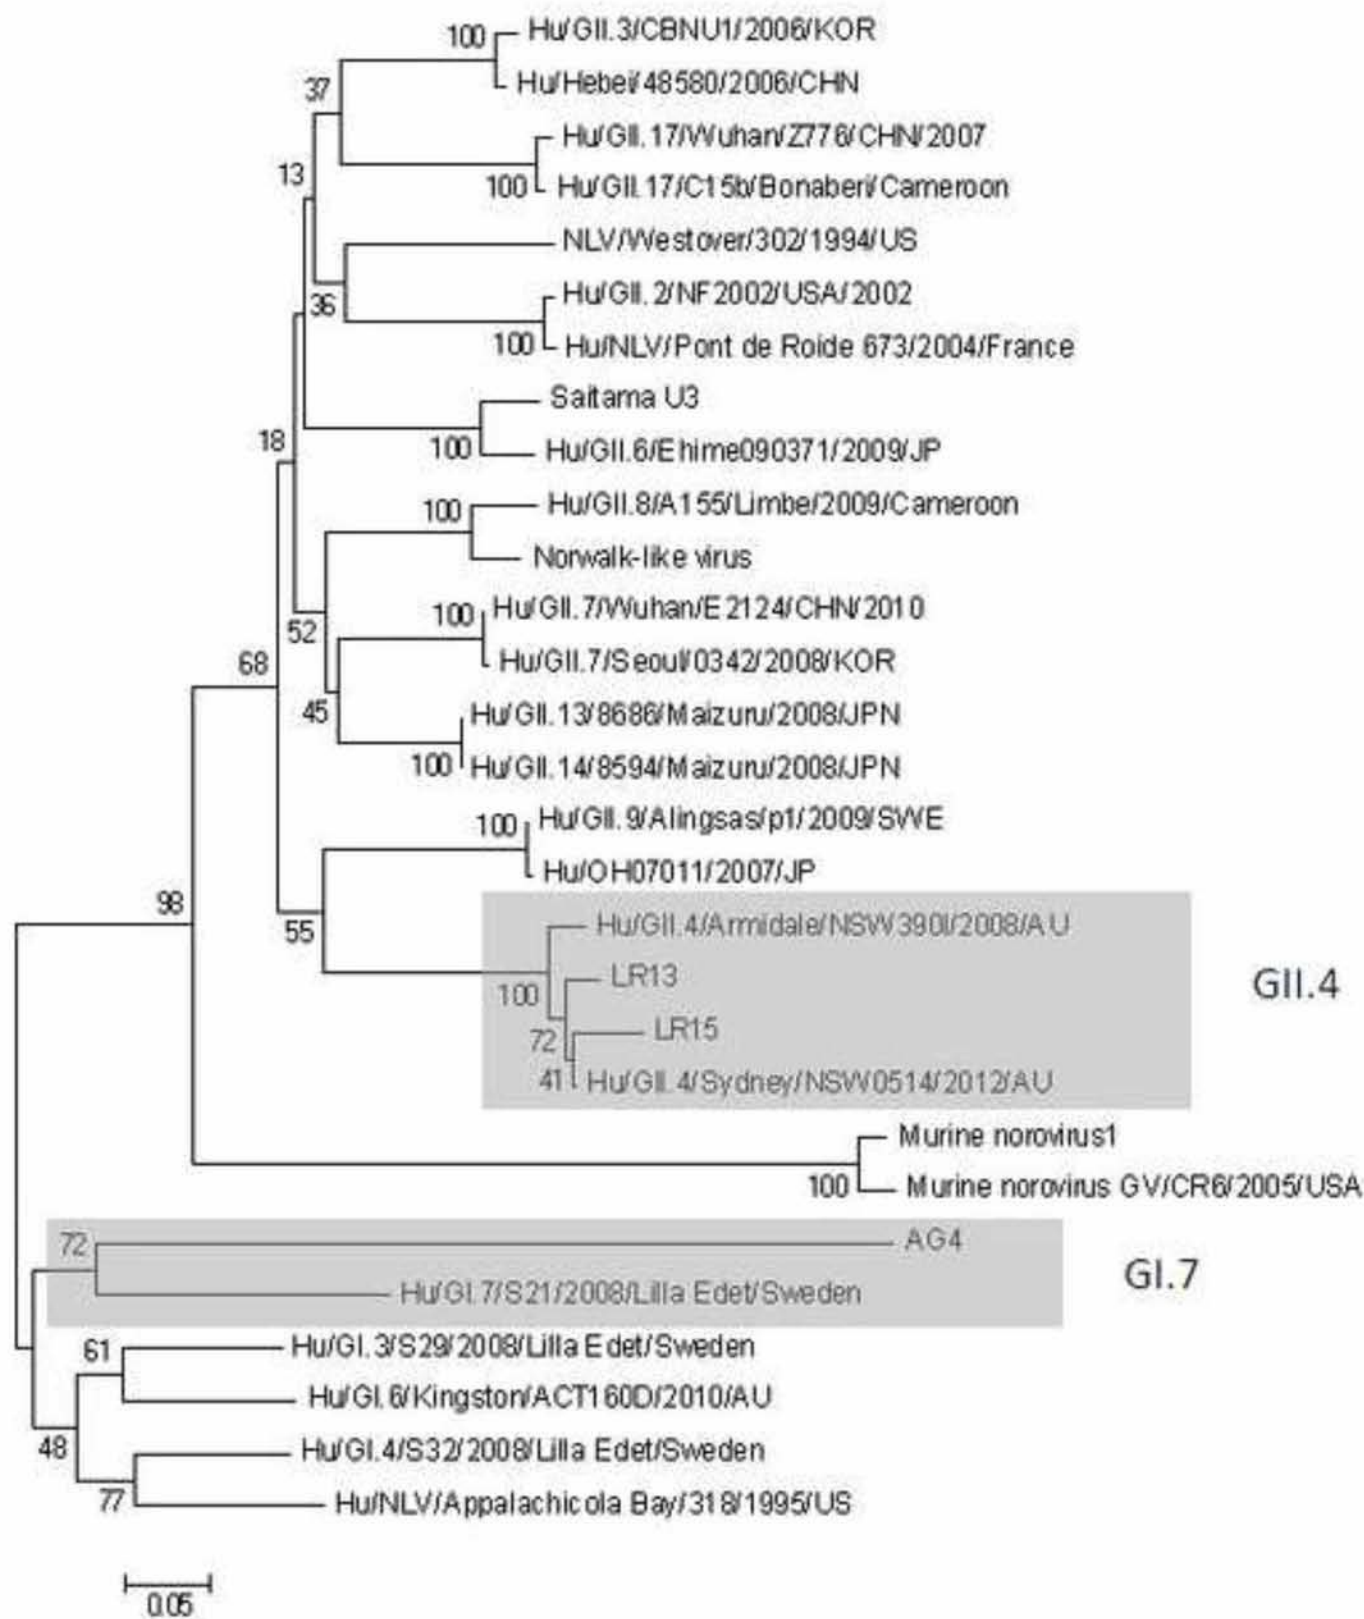 100
Hu/GII.3/CBNU1/2006/KOR
Hu/Hebei/48580/2006/CHN
37
Hu/GII.17/Wuhan/Z776/CHN/2007
13
100
Hu/GII.17/C15b/Bonaberi/Cameroon
NLV/Westover/302/1994/US
36
Hu/GII.2/NF2002/USA/2002
100
Hu/NLV/Pont de Roide 673/2004/France
Saitama U3
18
100
Hu/GII.6/Ehime090371/2009/JP
100
Hu/GII.8/A155/Limbe/2009/Cameroon
Norwalk-like virus
100
Hu/GII.7/Wuhan/E2124/CHN/2010
52
68
Hu/GII.7/Seoul/0342/2008/KOR
45
Hu/GII.13/8686/Maizuru/2008/JPN
100
Hu/GII.14/8594/Maizuru/2008/JPN
100
Hu/GII.9/Alingsas/p1/2009/SWE
Hu/OH07011/2007/JP
98
55
Hu/GII.4/Armidale/NSW390I/2008/AU
LR13
100
GII.4
72
LR15
41
Hu/GII.4/Sydney/NSW0514/2012/AU
Murine norovirus1
100
Murine norovirus GV/CR6/2005/USA
72
AG4
GI.7
Hu/GI.7/S21/2008/Lilla Edet/Sweden
61
Hu/GI.3/S29/2008/Lilla Edet/Sweden
Hu/GI.6/Kingston/ACT160D/2010/AU
48
Hu/GI.4/S32/2008/Lilla Edet/Sweden
77
Hu/NLV/Appalachicola Bay/318/1995/US
0.05